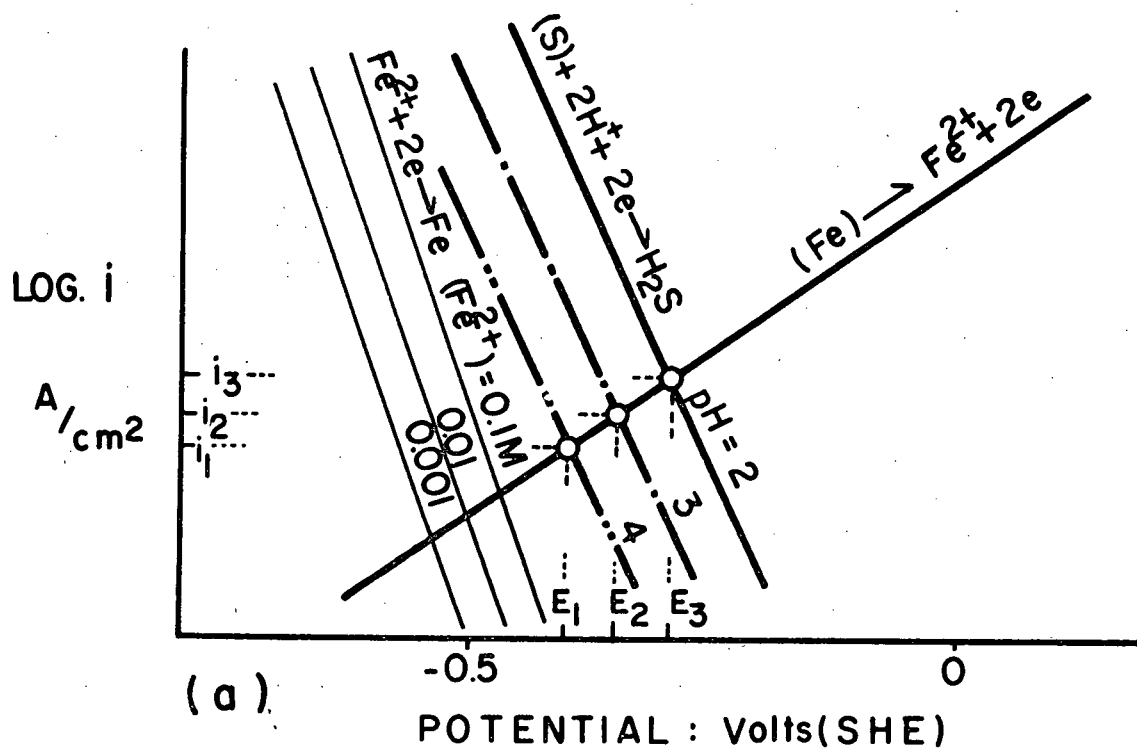 (S) + 2H⁺ + 2e → H₂S
Fe²⁺ + 2e → Fe (Fe²⁺) = 0.1M
0.01
0.001
(Fe) → Fe²⁺ + 2e
LOG. i
A/cm2
i₃
i₂
i₁
pH = 2
3
4
E₁ E₂ E₃
-0.5 0
(a)
POTENTIAL : Volts(SHE)